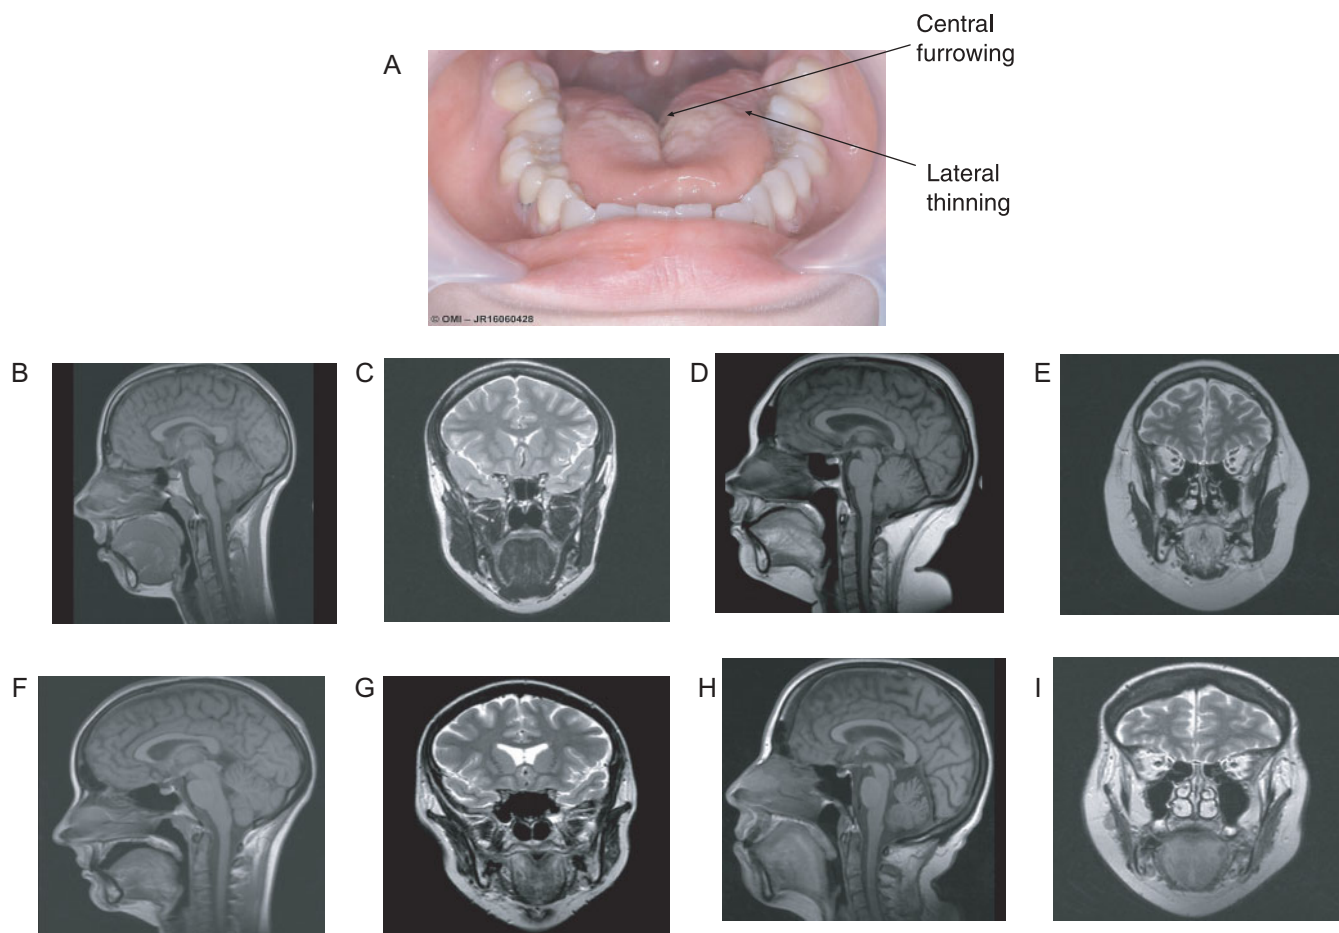 Central
furrowing
A
Lateral
thinning
© OMI – JR16060428
B
C
D
E
F
G
H
I